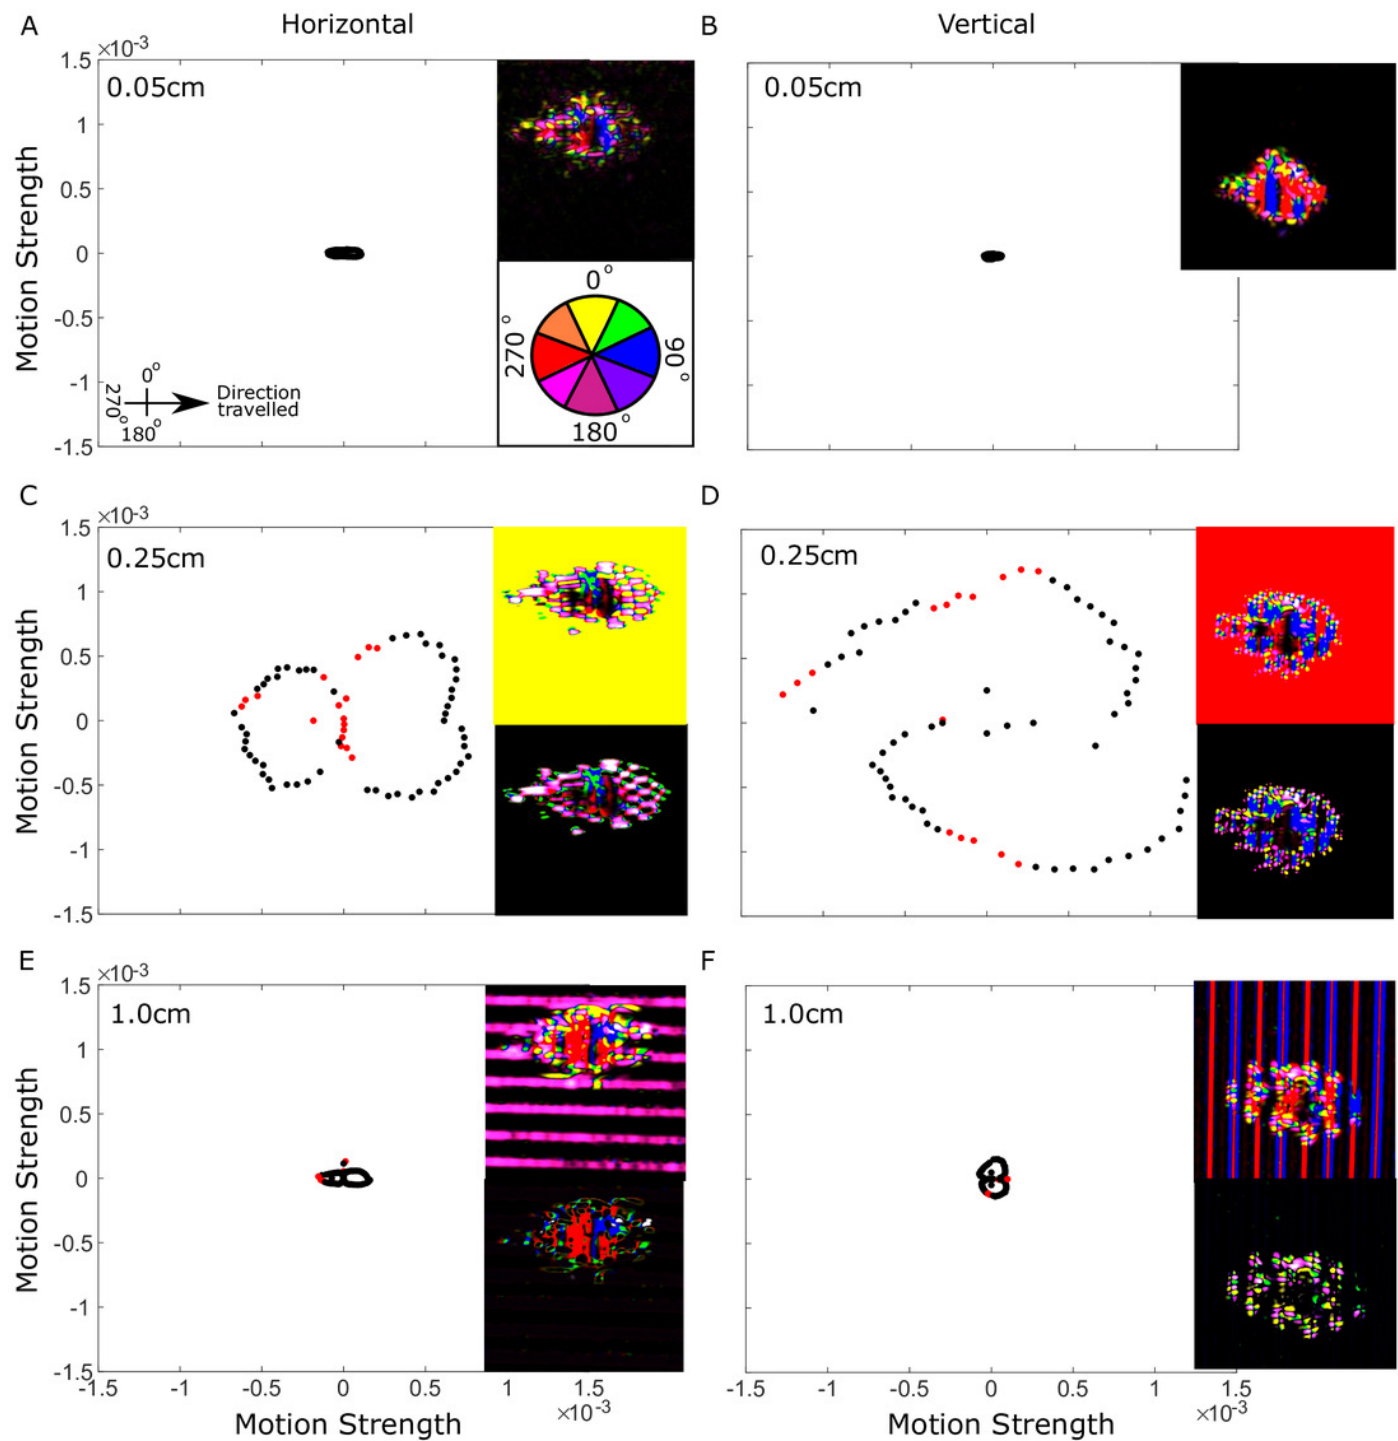 A
Horizontal
B
Vertical
×10⁻³
1.5
1
0.5
0
-0.5
-1
-1.5
Motion Strength
0.05cm
0°
270°
180°
Direction
travelled
0°
90°
180°
270°
0.05cm
C
×10⁻³
1.5
1
0.5
0
-0.5
-1
-1.5
Motion Strength
0.25cm
D
0.25cm
E
×10⁻³
1.5
1
0.5
0
-0.5
-1
-1.5
Motion Strength
1.0cm
-1.5 -1 -0.5 0 0.5 1 1.5
×10⁻³
Motion Strength
F
1.0cm
-1.5 -1 -0.5 0 0.5 1 1.5
×10⁻³
Motion Strength